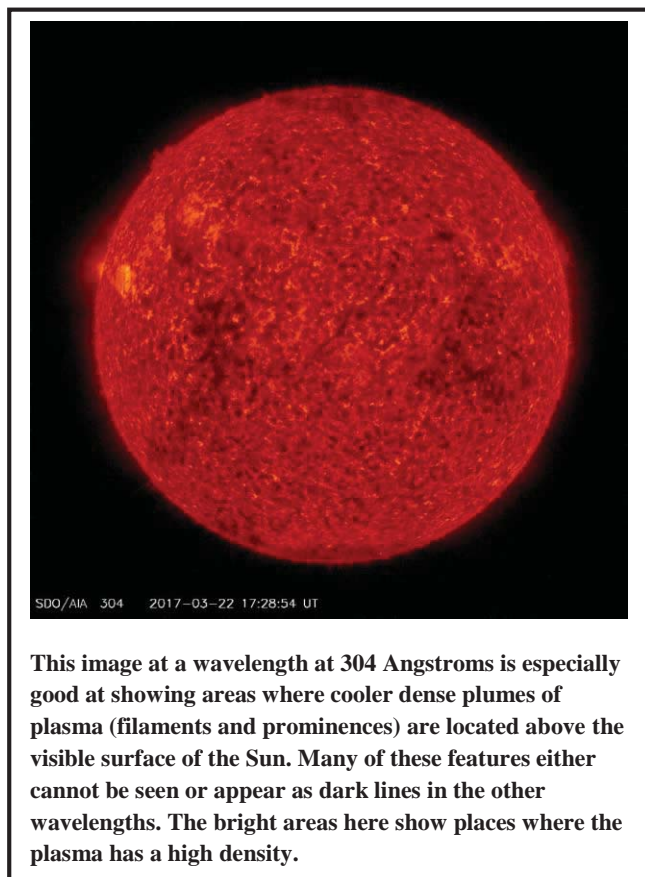 SDO/AIA 304 2017-03-22 17:28:54 UT
This image at a wavelength at 304 Angstroms is especially
good at showing areas where cooler dense plumes of
plasma (filaments and prominences) are located above the
visible surface of the Sun. Many of these features either
cannot be seen or appear as dark lines in the other
wavelengths. The bright areas here show places where the
plasma has a high density.